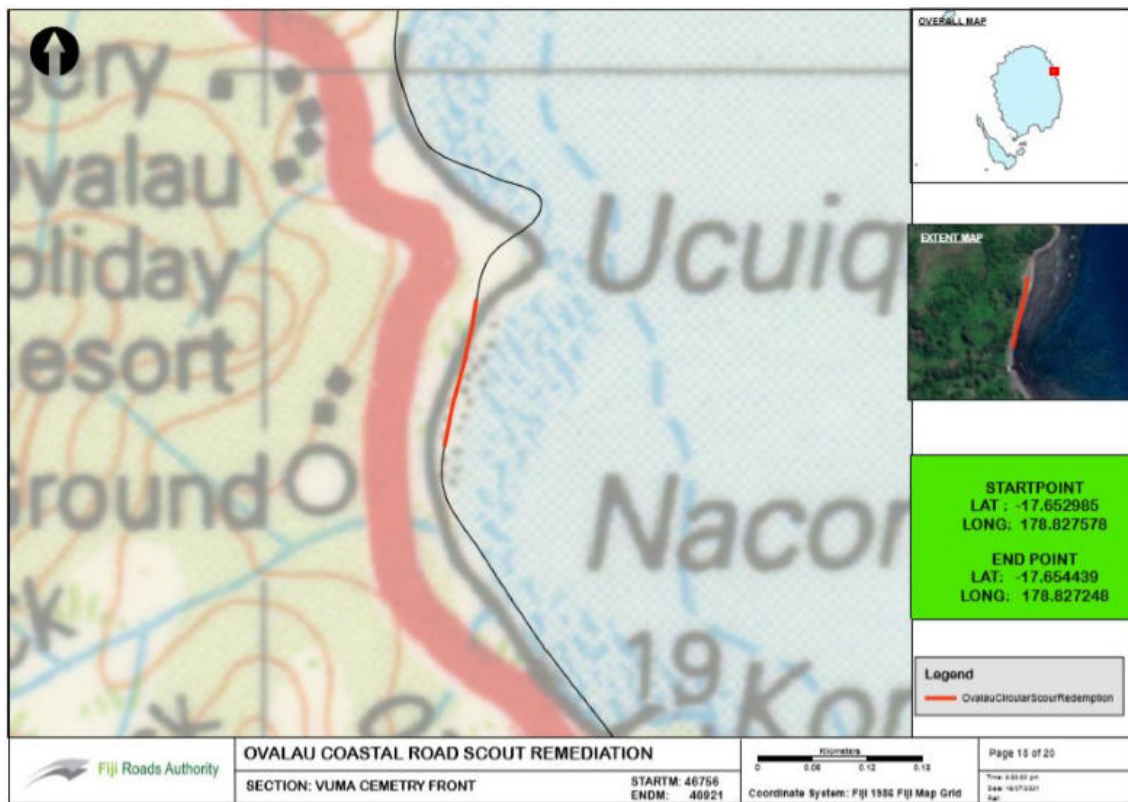 gery
Ovalau
oliday
esort
Ground
ck
Ucuiq
Nacor
19
Kor
OVERALL MAP
EXTENT MAP
STARTPOINT
LAT : -17.652985
LONG: 178.827578
END POINT
LAT: -17.654439
LONG: 178.827248
Legend
OvalauCircularScourRedemption
Fiji Roads Authority
OVALAU COASTAL ROAD SCOUT REMEDIATION
SECTION: VUMA CEMETRY FRONT
STARTM: 46756
ENDM: 46921
Kilometers
0 0.06 0.12 0.18
Coordinate System: Fiji 1986 Fiji Map Grid
Page 18 of 20